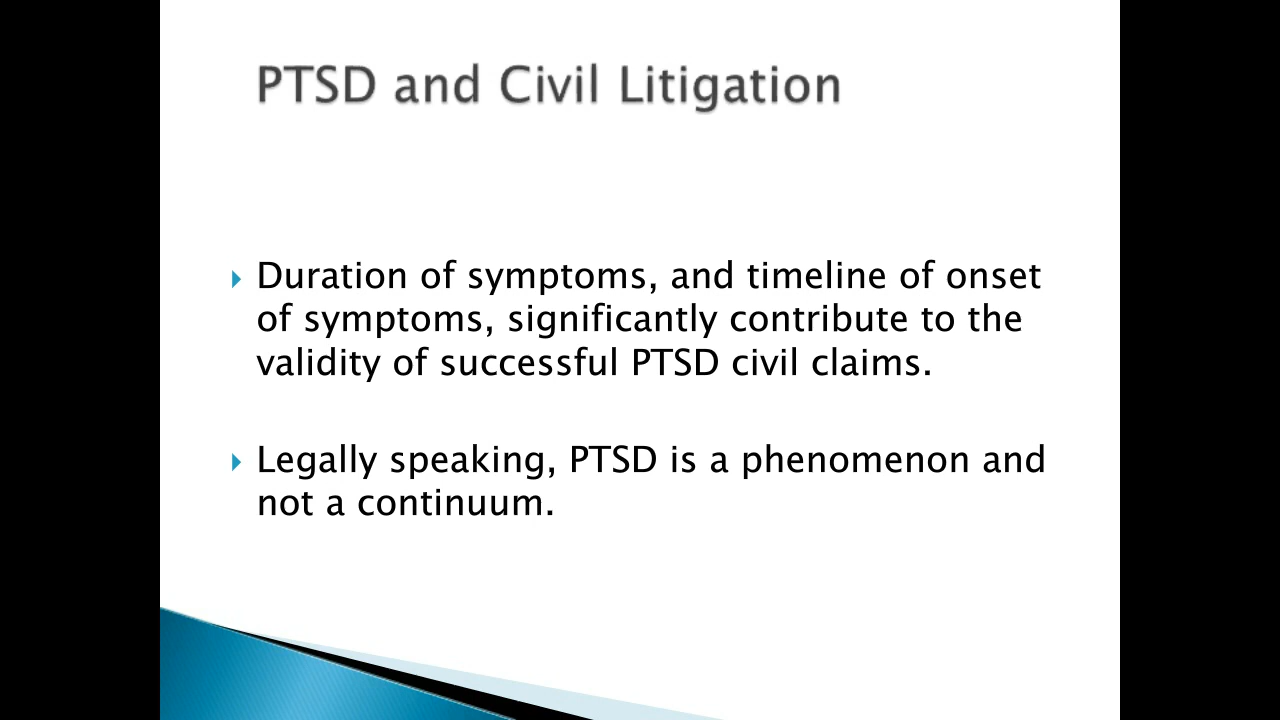 PTSD and Civil Litigation
Duration of symptoms, and timeline of onset
of symptoms, significantly contribute to the
validity of successful PTSD civil claims.
Legally speaking, PTSD is a phenomenon and
not a continuum.